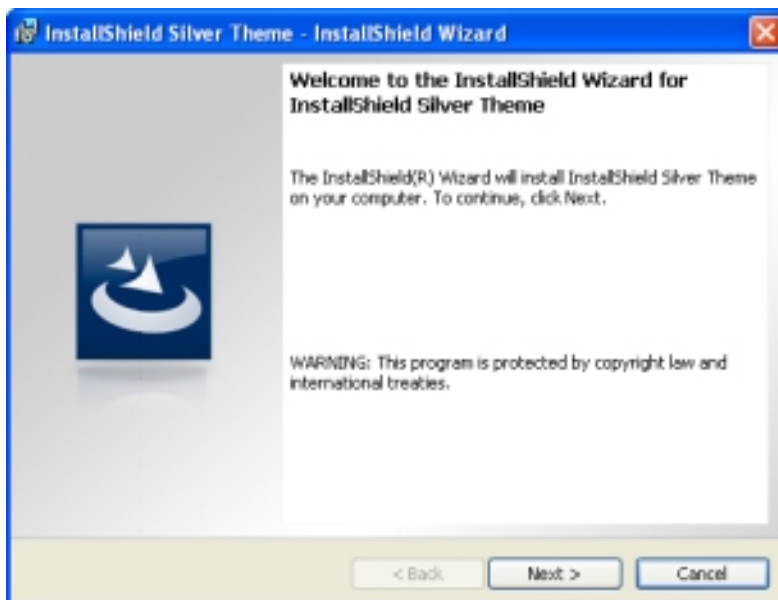 InstallShield Silver Theme - InstallShield Wizard
Welcome to the InstallShield Wizard for
InstallShield Silver Theme
The InstallShield(R) Wizard will install InstallShield Silver Theme
on your computer. To continue, click Next.
WARNING: This program is protected by copyright law and
international treaties.
< Back
Next >
Cancel